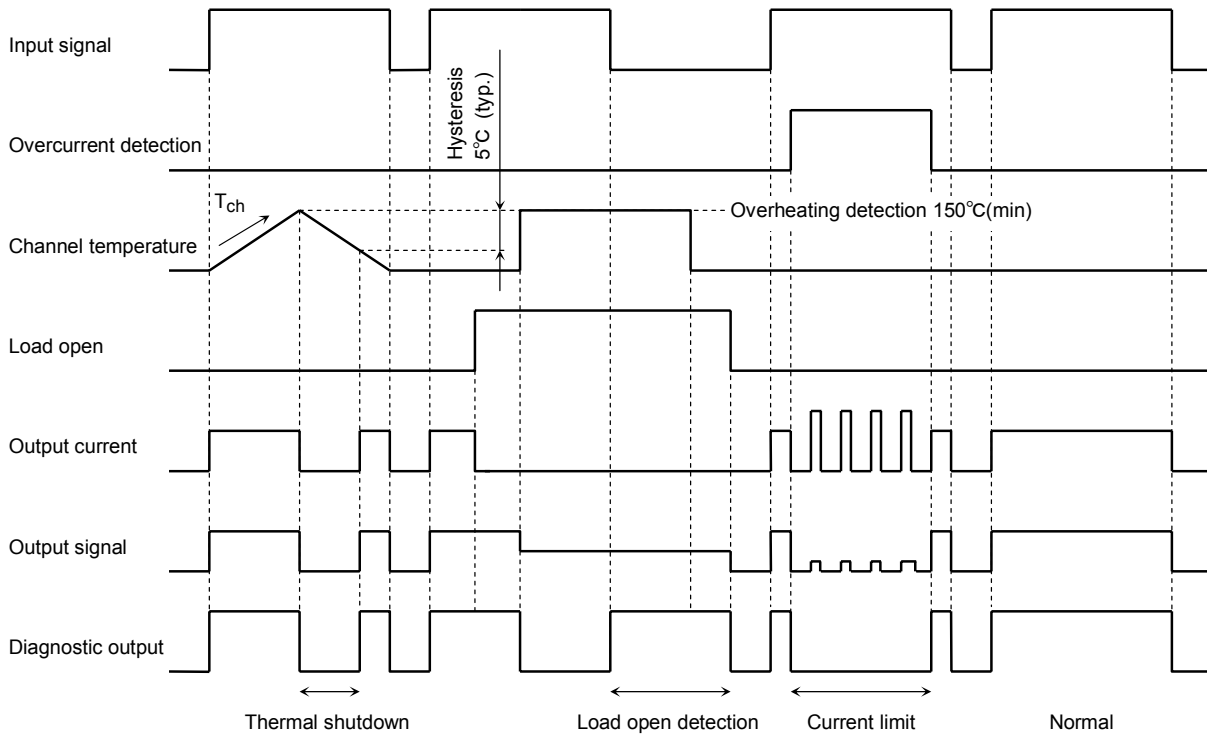 Input signal
Hysteresis
5℃ (typ.)
Overcurrent detection
Tch
Overheating detection 150℃(min)
Channel temperature
Load open
Output current
Output signal
Diagnostic output
Thermal shutdown
Load open detection
Current limit
Normal